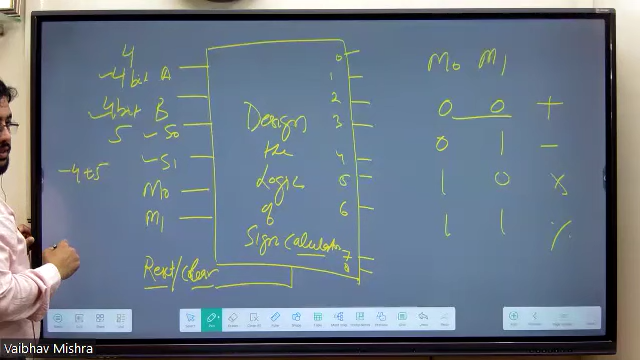 4
4 bit A
4 bit B
5 - S0
- S1
-4+5
M0
M1
Reset/clear
Design
the
Logic
of
Sign calculator
0
1
2
3
4
5
6
7
8
M0 M1
0 0 +
0 1 -
1 0 x
1 1 %
Vaibhav Mishra